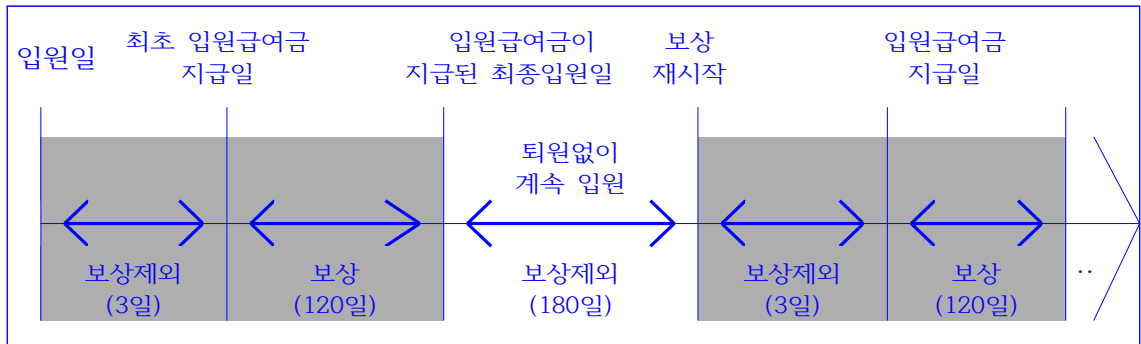 입원일
최초 입원급여금
지급일
입원급여금이
지급된 최종입원일
보상
재시작
입원급여금
지급일
퇴원없이
계속 입원
보상제외
(3일)
보상
(120일)
보상제외
(180일)
보상제외
(3일)
보상
(120일)
..